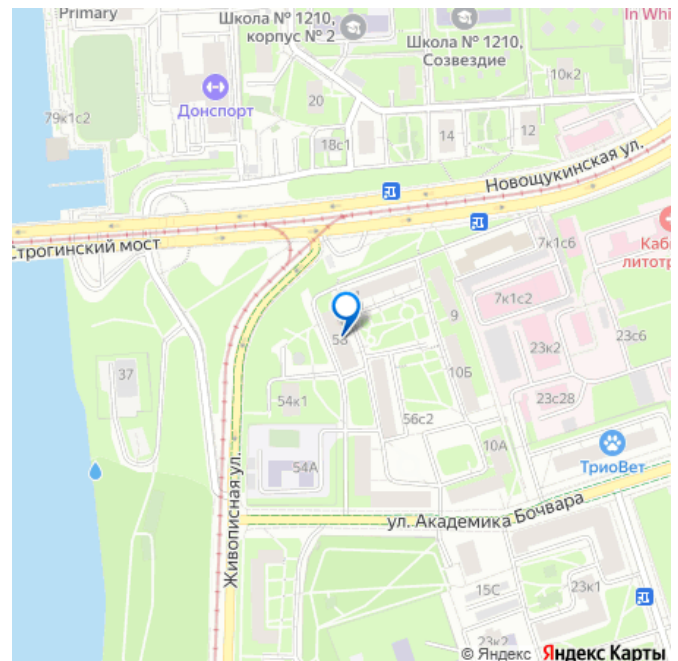 Primary
Школа № 1210,
корпус № 2
Школа № 1210,
Созвездие
In Whi
79к1с2
Донспорт
20
10к2
18с1
14
12
Новощукинская ул.
Строгинский мост
7к1с6
Каб
литотр
7к1с2
9
58
23с6
23к2
37
10Б
54к1
23с28
56с2
10А
ТриоВет
54А
Живописная ул.
ул. Академика Бочвара
15С
23к1
23к2
© Яндекс Яндекс Карты